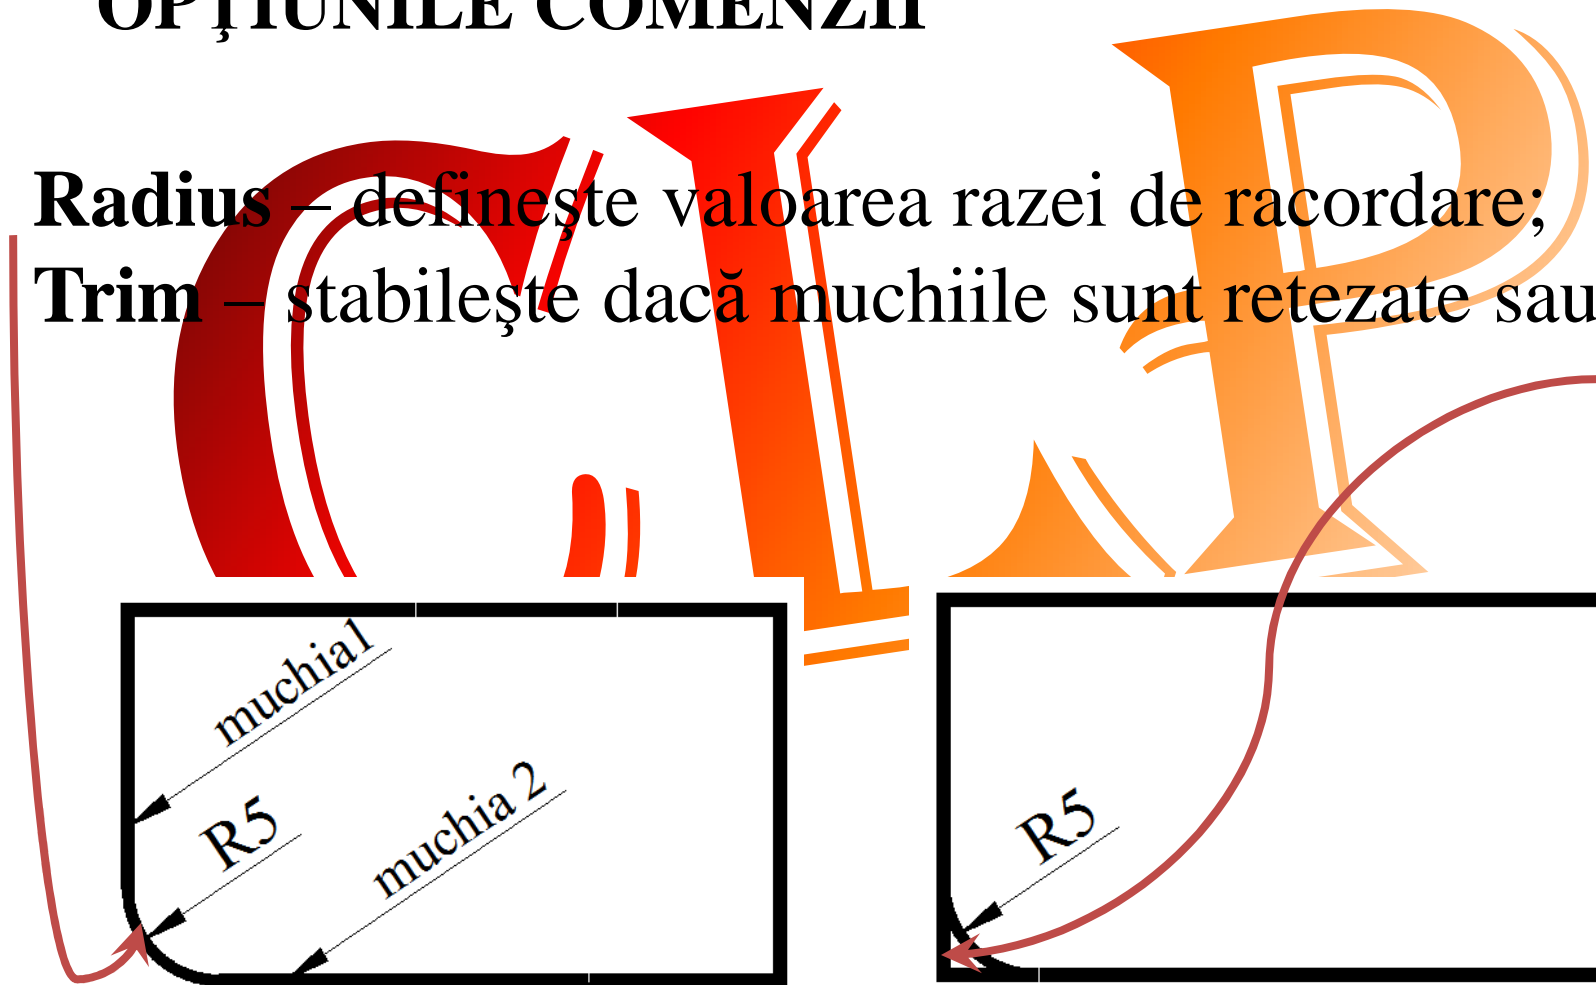 OPŢIUNILE COMENZII
Radius – defineşte valoarea razei de racordare;
Trim – stabileşte dacă muchiile sunt retezate sau
muchia1
R5
muchia 2
R5